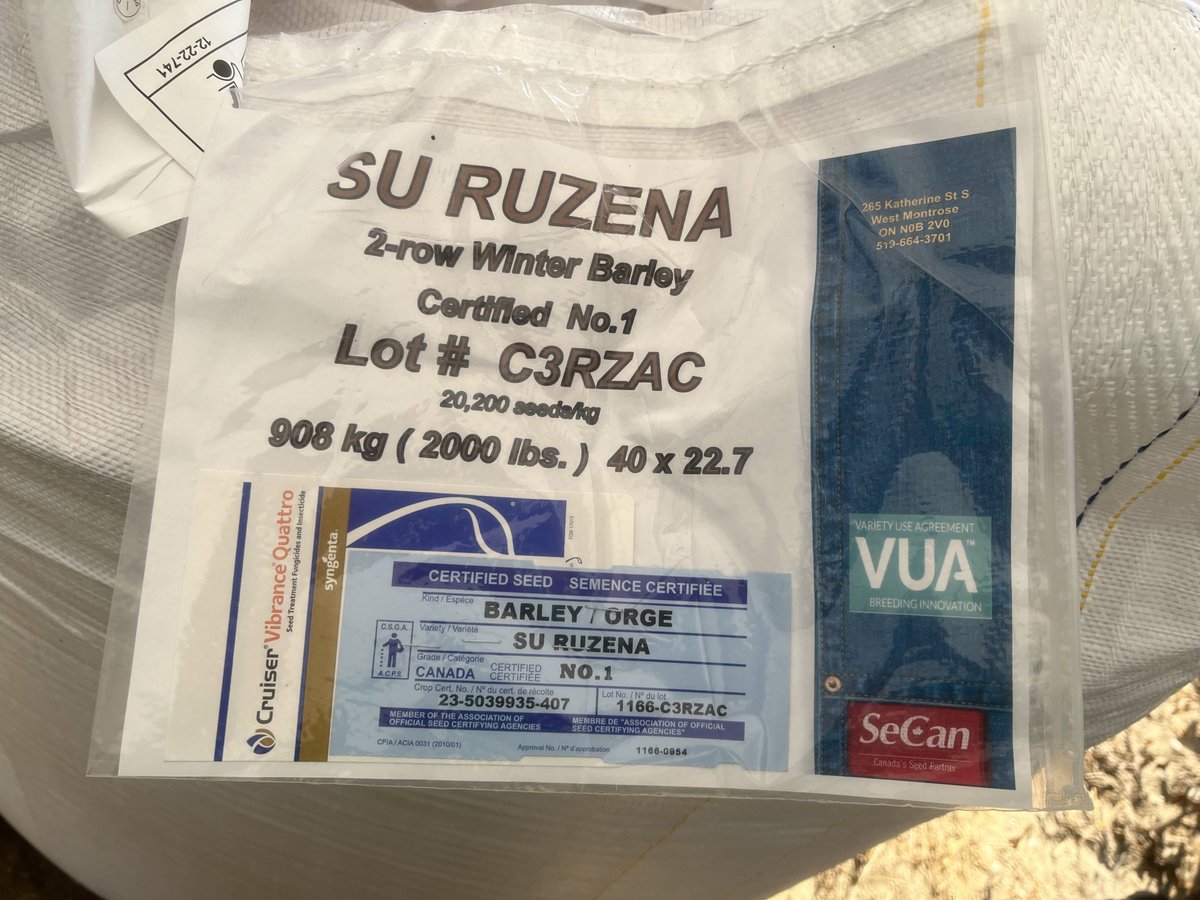 12-22-741
SU RUZENA
2-row Winter Barley
Certified No.1
Lot # C3RZAC
20,200 seeds/kg
908 kg ( 2000 lbs. ) 40 x 22.7
265 Katherine St S
West Montrose
ON N0B 2V0
519-664-3701
VARIETY USE AGREEMENT
VUA™
BREEDING INNOVATION
SeCan
Canada's Seed Partner
Cruiser® Vibrance Quattro
Seed Treatment Fungicides and Insecticide
syngenta.
CERTIFIED SEED SEMENCE CERTIFIÉE
Kind / Espèce
BARLEY / ORGE
C.S.G.A.
A.C.P.S.
Variety / Variété
SU RUZENA
Grade / Catégorie
CANADA CERTIFIED CERTIFIÉE NO.1
Crop Cert. No. / Nº du cert. de récolte
23-5039935-407
Lot No. / Nº du lot
1166-C3RZAC
MEMBER OF THE ASSOCIATION OF
OFFICIAL SEED CERTIFYING AGENCIES
MEMBRE DE "ASSOCIATION OF OFFICIAL
SEED CERTIFYING AGENCIES"
CFIA / ACIA 0031 (2010/01)
Approval No. / Nº d'approbation 1166-0954